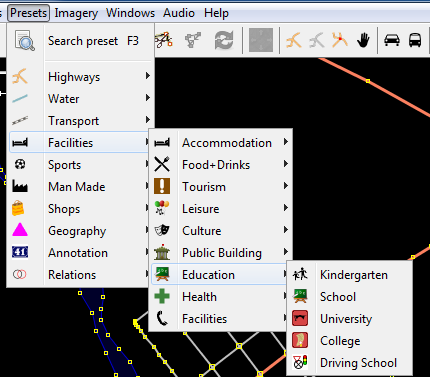 Presets Imagery Windows Audio Help
Search preset F3
Highways
Water
Transport
Facilities
Sports
Man Made
Shops
Geography
41 Annotation
Relations
Accommodation
Food+Drinks
Tourism
Leisure
Culture
Public Building
Education
Health
Facilities
Kindergarten
School
University
College
Driving School